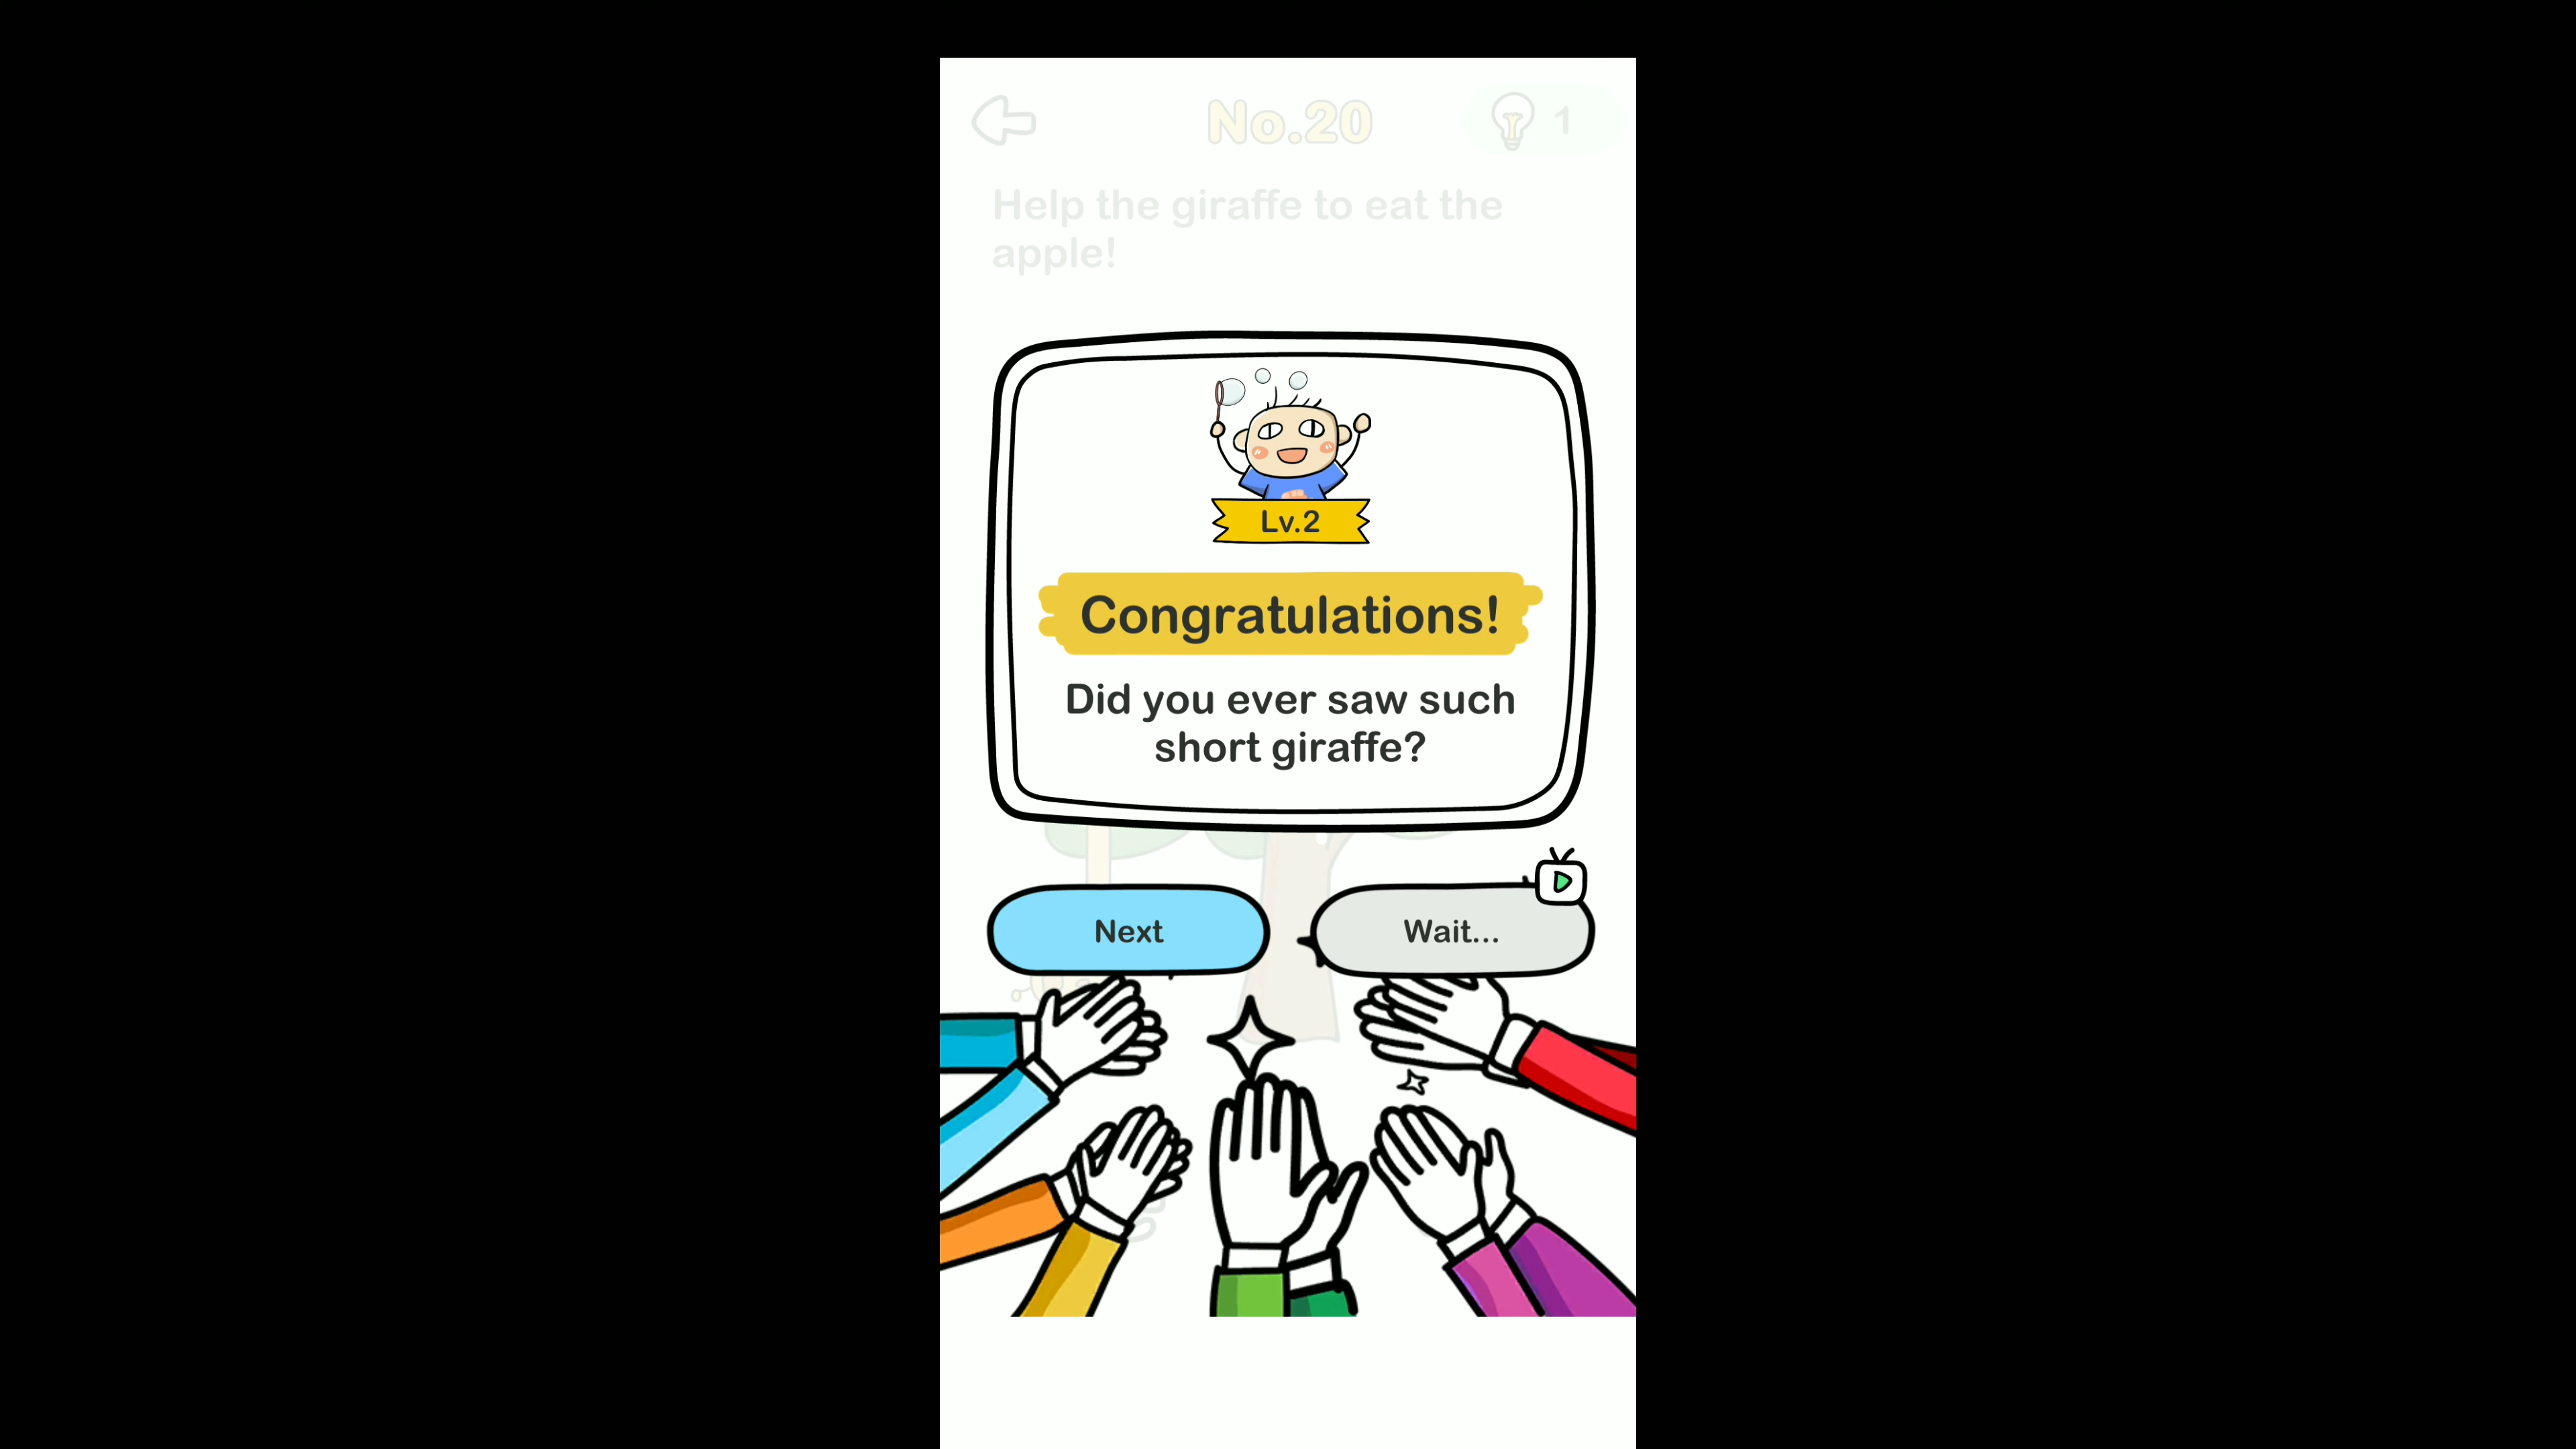 No.20
1
Help the giraffe to eat the
apple!
Lv.2
Congratulations!
Did you ever saw such
short giraffe?
Next
Wait...